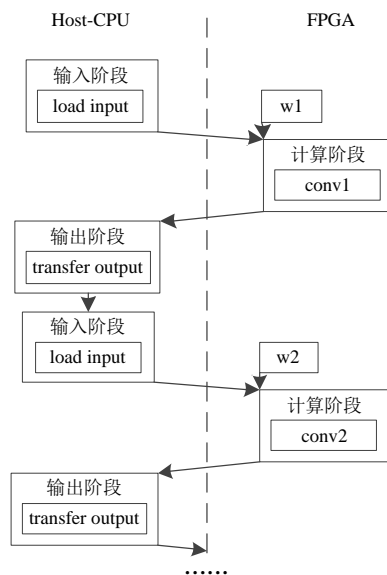 Host-CPU
FPGA
输入阶段
load input
w1
计算阶段
conv1
输出阶段
transfer output
输入阶段
load input
w2
计算阶段
conv2
输出阶段
transfer output
……